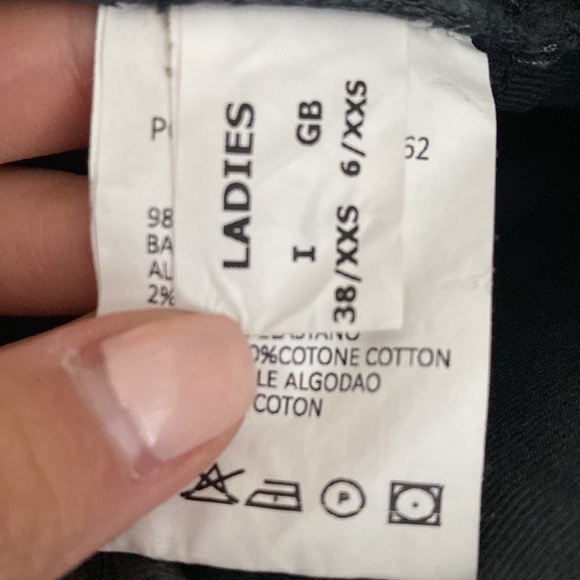 LADIES
I GB
38/XXS 6/XXS
62
98
BA
AL
2%
%COTONE COTTON
LE ALGODAO
COTON
P